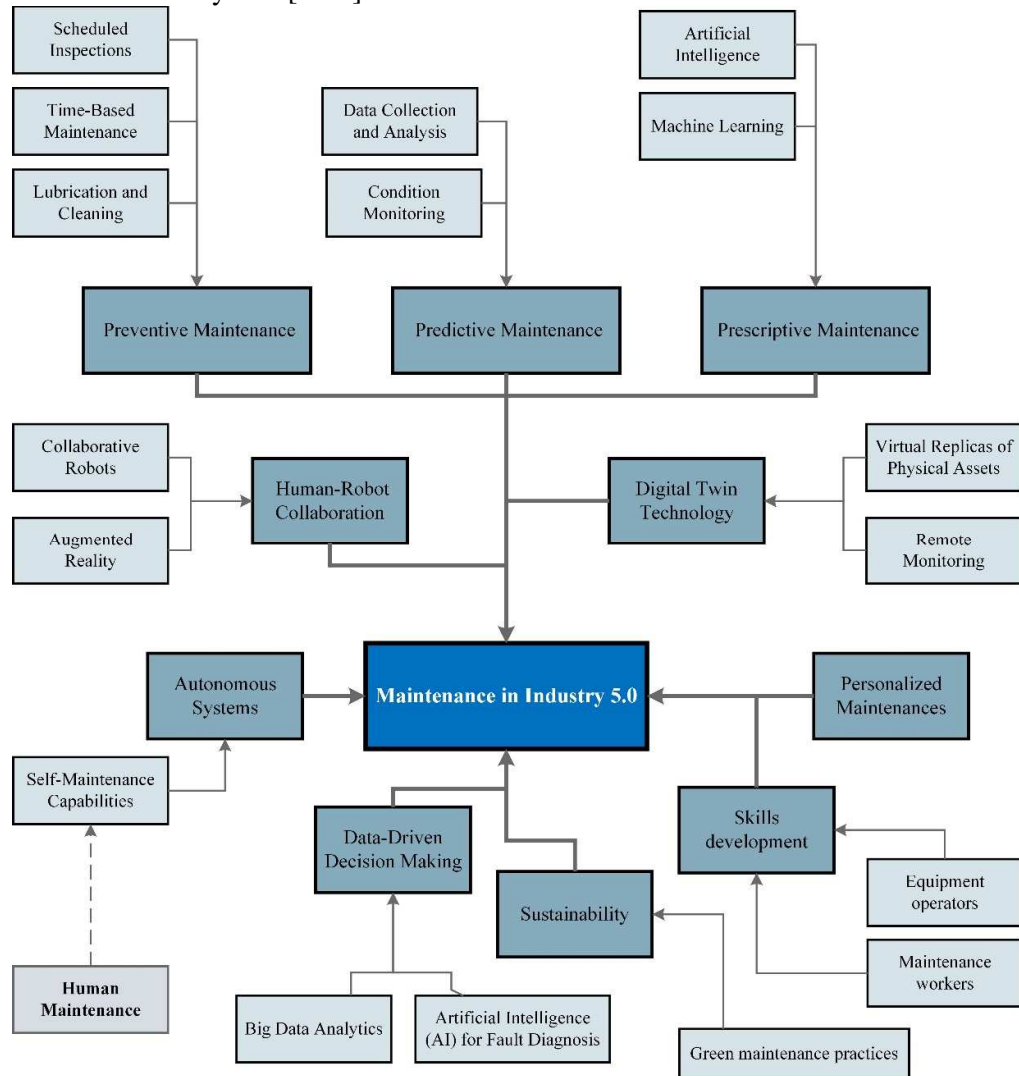 Scheduled
Inspections
Artificial
Intelligence
Time-Based
Maintenance
Data Collection
and Analysis
Machine Learning
Lubrication and
Cleaning
Condition
Monitoring
Preventive Maintenance
Predictive Maintenance
Prescriptive Maintenance
Collaborative
Robots
Human-Robot
Collaboration
Digital Twin
Technology
Virtual Replicas of
Physical Assets
Augmented
Reality
Remote
Monitoring
Autonomous
Systems
Maintenance in Industry 5.0
Personalized
Maintenances
Self-Maintenance
Capabilities
Data-Driven
Decision Making
Skills
development
Sustainability
Equipment
operators
Human
Maintenance
Maintenance
workers
Big Data Analytics
Artificial Intelligence
(AI) for Fault Diagnosis
Green maintenance practices